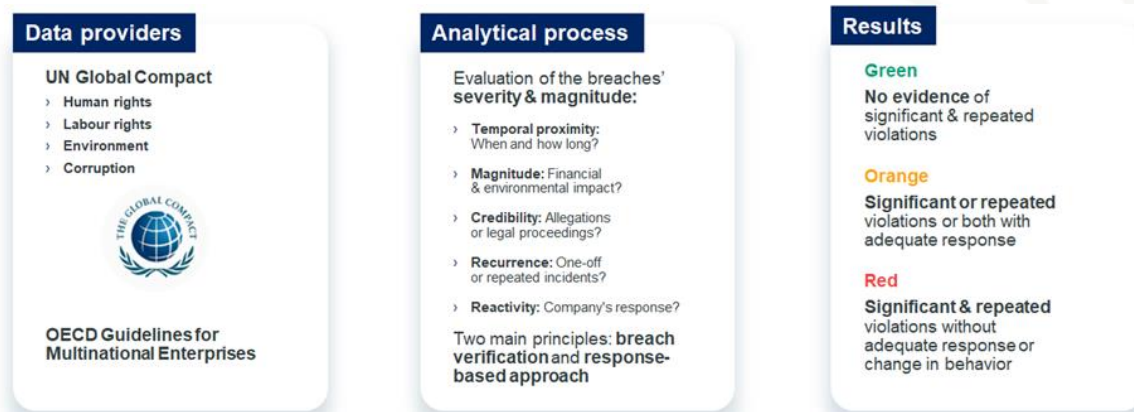 Data providers
UN Global Compact
› Human rights
› Labour rights
› Environment
› Corruption
THE GLOBAL COMPACT
OECD Guidelines for
Multinational Enterprises
Analytical process
Evaluation of the breaches'
severity & magnitude:
› Temporal proximity:
When and how long?
› Magnitude: Financial
& environmental impact?
› Credibility: Allegations
or legal proceedings?
› Recurrence: One-off
or repeated incidents?
› Reactivity: Company's response?
Two main principles: breach
verification and response-
based approach
Results
Green
No evidence of
significant & repeated
violations
Orange
Significant or repeated
violations or both with
adequate response
Red
Significant & repeated
violations without
adequate response or
change in behavior